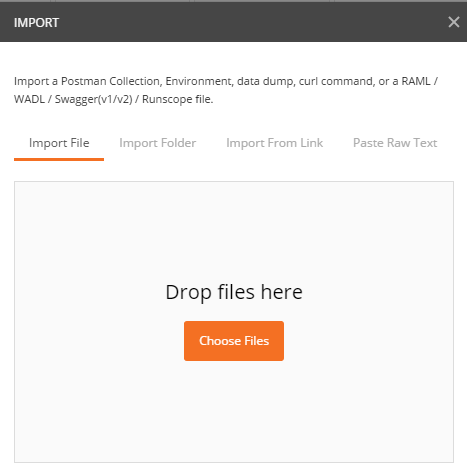 IMPORT
Import a Postman Collection, Environment, data dump, curl command, or a RAML /
WADL / Swagger(v1/v2) / Runscope file.
Import File Import Folder Import From Link Paste Raw Text
Drop files here
Choose Files